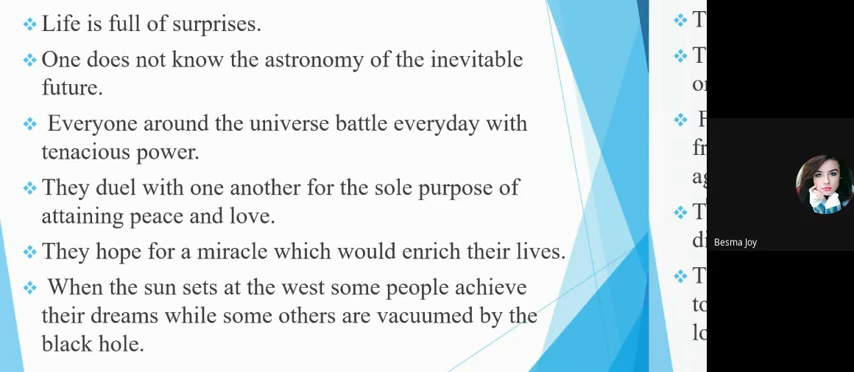 Life is full of surprises.
One does not know the astronomy of the inevitable
future.
Everyone around the universe battle everyday with
tenacious power.
They duel with one another for the sole purpose of
attaining peace and love.
They hope for a miracle which would enrich their lives.
When the sun sets at the west some people achieve
their dreams while some others are vacuumed by the
black hole.
Besma Joy